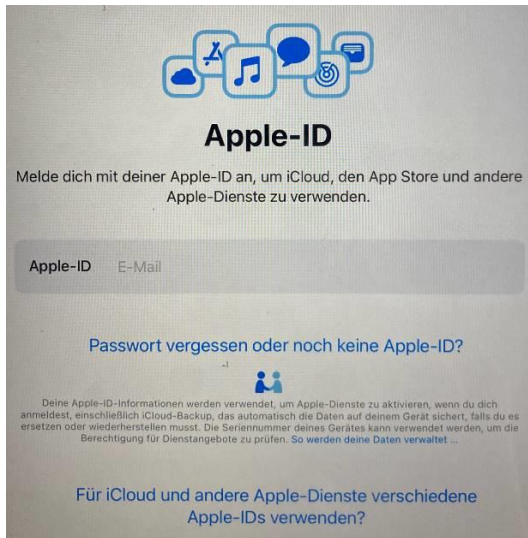 Apple-ID
Melde dich mit deiner Apple-ID an, um iCloud, den App Store und andere
Apple-Dienste zu verwenden.
Apple-ID E-Mail
Passwort vergessen oder noch keine Apple-ID?
Deine Apple-ID-Informationen werden verwendet, um Apple-Dienste zu aktivieren, wenn du dich
anmeldest, einschließlich iCloud-Backup, das automatisch die Daten auf deinem Gerät sichert, falls du es
ersetzen oder wiederherstellen musst. Die Seriennummer deines Gerätes kann verwendet werden, um die
Berechtigung für Dienstangebote zu prüfen. So werden deine Daten verwaltet ...
Für iCloud und andere Apple-Dienste verschiedene
Apple-IDs verwenden?